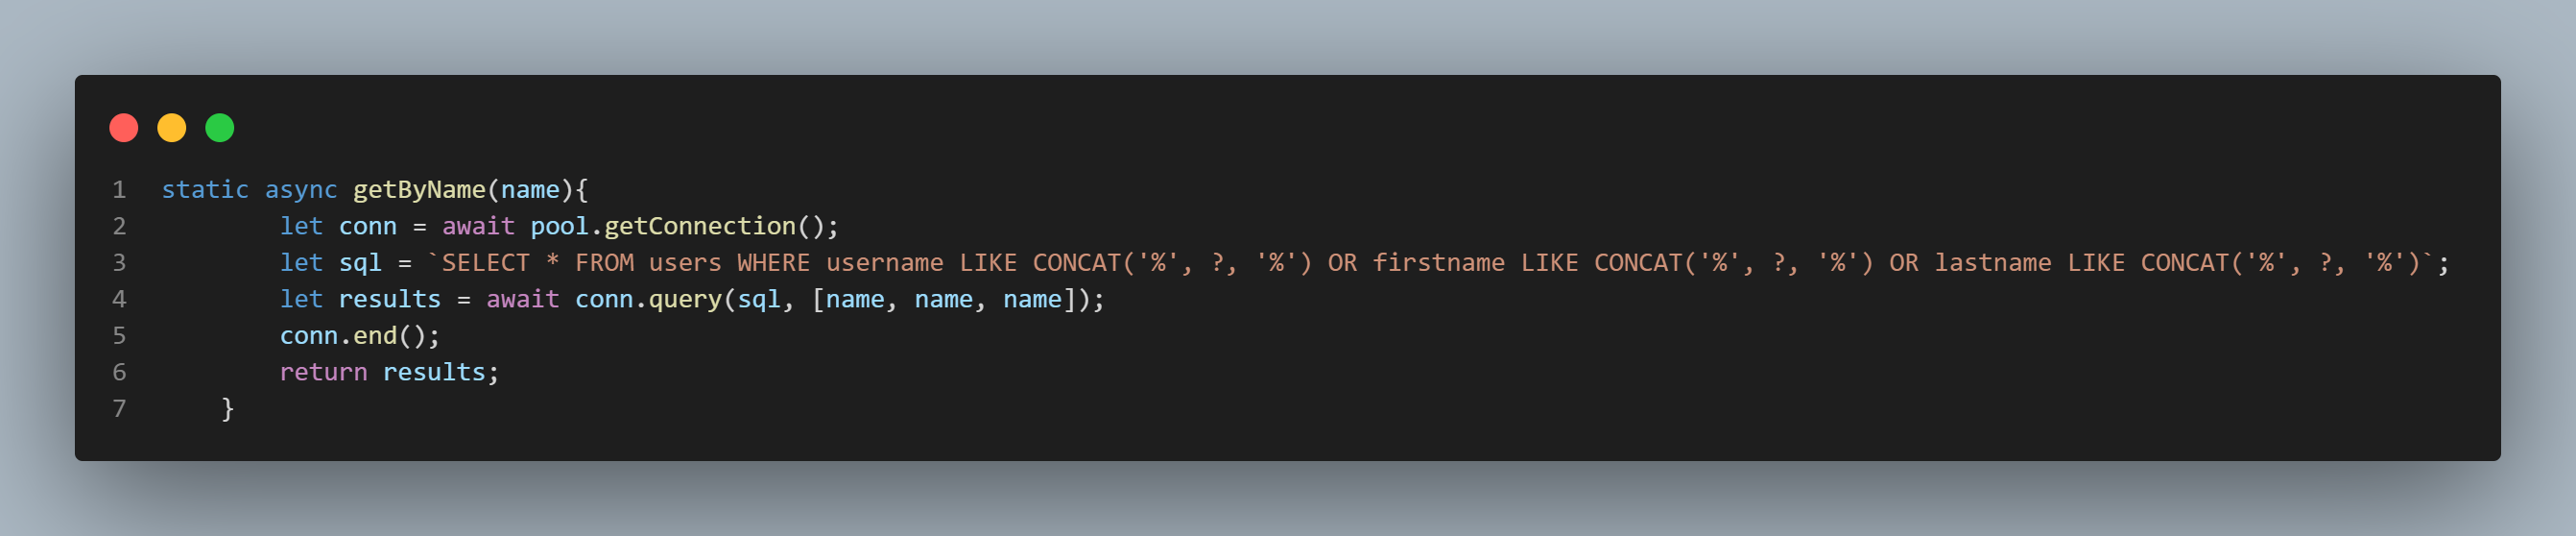 1 static async getByName(name){
2         let conn = await pool.getConnection();
3         let sql = `SELECT * FROM users WHERE username LIKE CONCAT('%', ?, '%') OR firstname LIKE CONCAT('%', ?, '%') OR lastname LIKE CONCAT('%', ?, '%')`;
4         let results = await conn.query(sql, [name, name, name]);
5         conn.end();
6         return results;
7     }